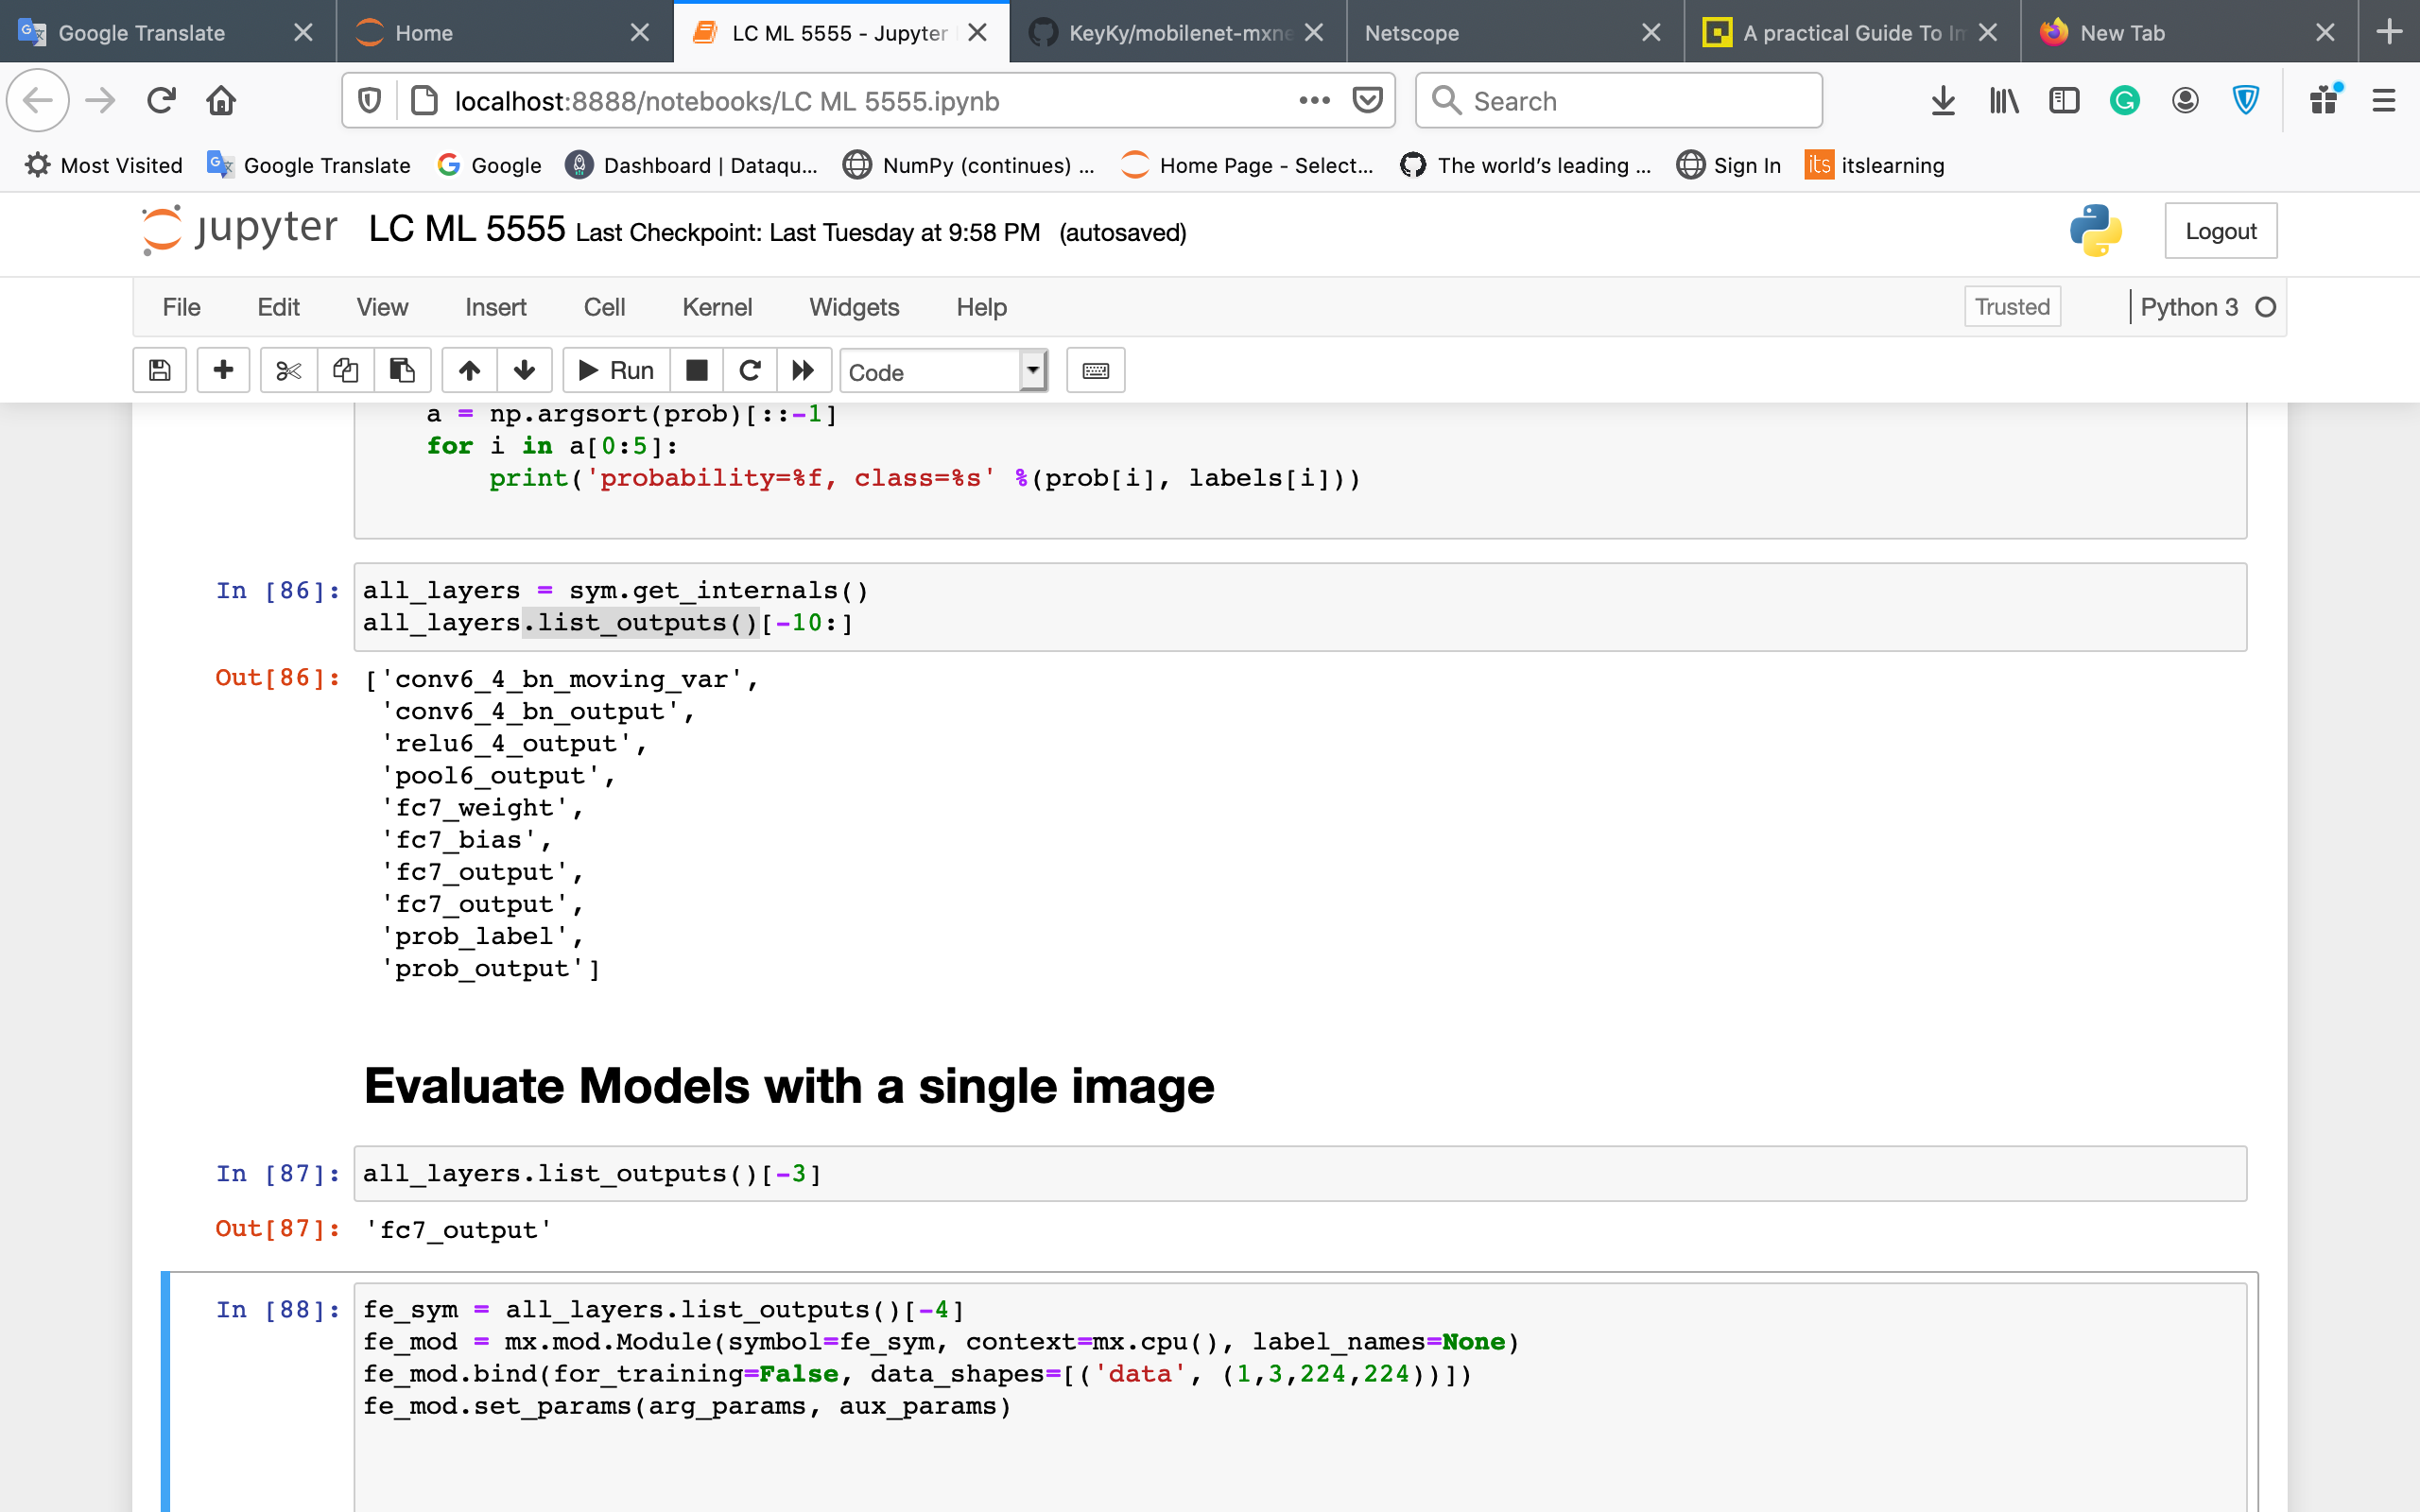 Google Translate
Home
LC ML 5555 - Jupyter
KeyKy/mobilenet-mxne
Netscope
A practical Guide To Im
New Tab
localhost:8888/notebooks/LC ML 5555.ipynb
Search
Most Visited
Google Translate
Google
Dashboard | Dataqu...
NumPy (continues) ...
Home Page - Select...
The world's leading ...
Sign In
its itslearning
jupyter LC ML 5555 Last Checkpoint: Last Tuesday at 9:58 PM (autosaved)
Logout
File Edit View Insert Cell Kernel Widgets Help
Trusted
Python 3
Run
Code
a = np.argsort(prob)[::-1]
for i in a[0:5]:
print('probability=%f, class=%s' %(prob[i], labels[i]))
In [86]: all_layers = sym.get_internals()
all_layers.list_outputs()[-10:]
Out[86]: ['conv6_4_bn_moving_var',
'conv6_4_bn_output',
'relu6_4_output',
'pool6_output',
'fc7_weight',
'fc7_bias',
'fc7_output',
'fc7_output',
'prob_label',
'prob_output']
Evaluate Models with a single image
In [87]: all_layers.list_outputs()[-3]
Out[87]: 'fc7_output'
In [88]: fe_sym = all_layers.list_outputs()[-4]
fe_mod = mx.mod.Module(symbol=fe_sym, context=mx.cpu(), label_names=None)
fe_mod.bind(for_training=False, data_shapes=[('data', (1,3,224,224))])
fe_mod.set_params(arg_params, aux_params)